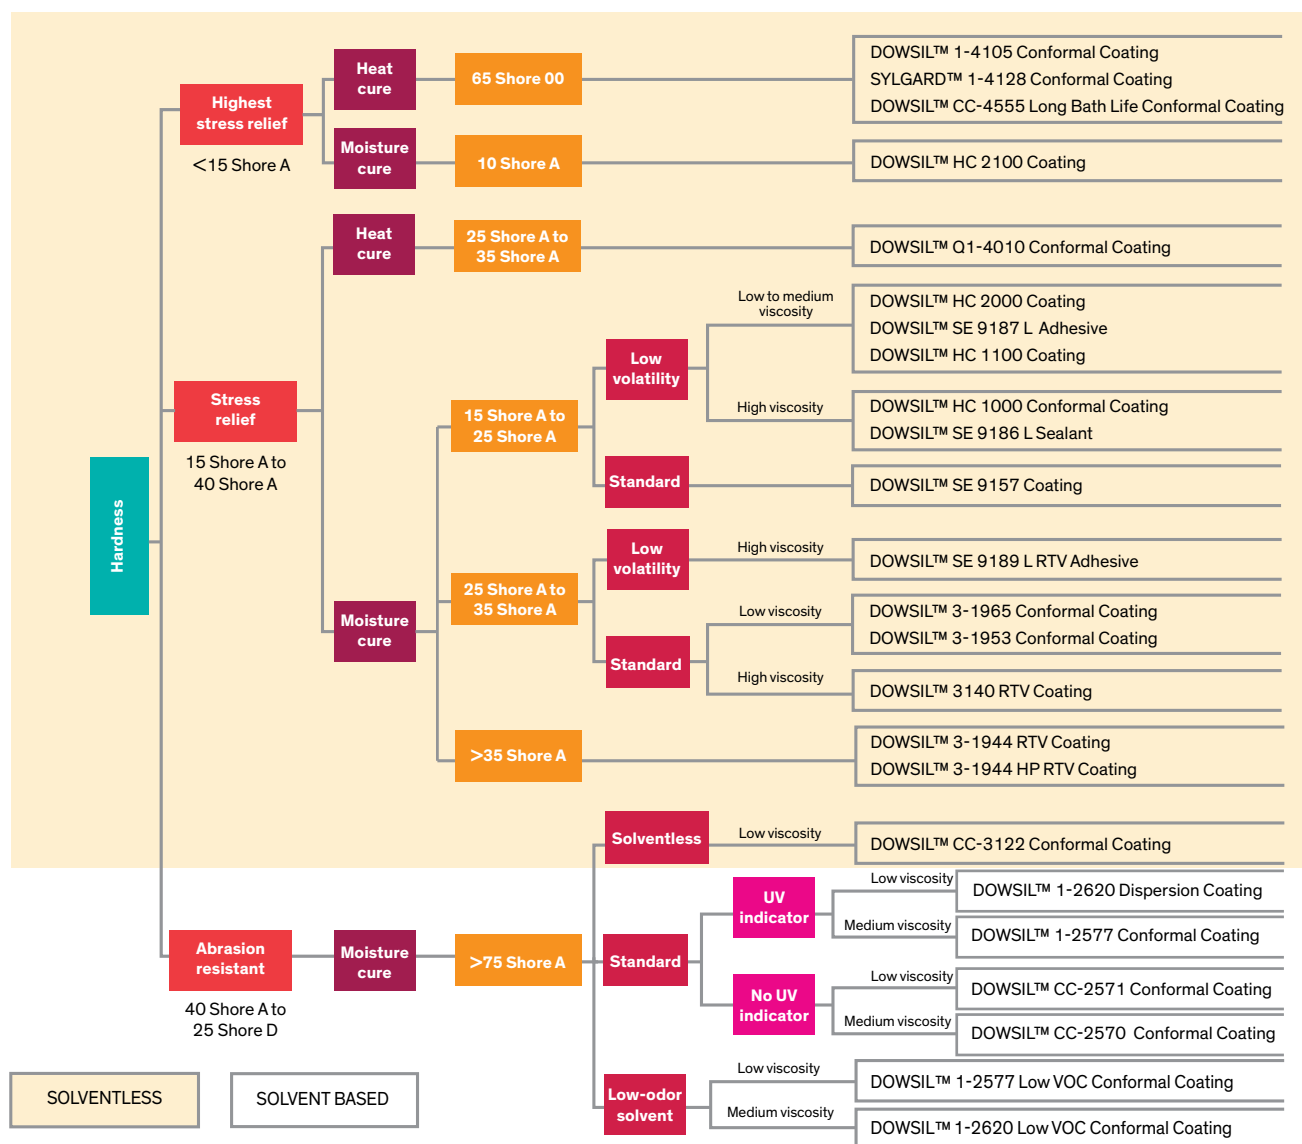 Hardness
Highest
stress relief
<15 Shore A
Heat
cure
65 Shore 00
DOWSIL™ 1-4105 Conformal Coating
SYLGARD™ 1-4128 Conformal Coating
DOWSIL™ CC-4555 Long Bath Life Conformal Coating
Moisture
cure
10 Shore A
DOWSIL™ HC 2100 Coating
Stress
relief
15 Shore A to
40 Shore A
Heat
cure
25 Shore A to
35 Shore A
DOWSIL™ Q1-4010 Conformal Coating
Moisture
cure
15 Shore A to
25 Shore A
Low
volatility
Low to medium
viscosity
DOWSIL™ HC 2000 Coating
DOWSIL™ SE 9187 L Adhesive
DOWSIL™ HC 1100 Coating
High viscosity
DOWSIL™ HC 1000 Conformal Coating
DOWSIL™ SE 9186 L Sealant
Standard
DOWSIL™ SE 9157 Coating
25 Shore A to
35 Shore A
Low
volatility
High viscosity
DOWSIL™ SE 9189 L RTV Adhesive
Standard
Low viscosity
DOWSIL™ 3-1965 Conformal Coating
DOWSIL™ 3-1953 Conformal Coating
High viscosity
DOWSIL™ 3140 RTV Coating
>35 Shore A
DOWSIL™ 3-1944 RTV Coating
DOWSIL™ 3-1944 HP RTV Coating
Abrasion
resistant
40 Shore A to
25 Shore D
Moisture
cure
>75 Shore A
Solventless
Low viscosity
DOWSIL™ CC-3122 Conformal Coating
Standard
UV
indicator
Low viscosity
DOWSIL™ 1-2620 Dispersion Coating
Medium viscosity
DOWSIL™ 1-2577 Conformal Coating
No UV
indicator
Low viscosity
DOWSIL™ CC-2571 Conformal Coating
Medium viscosity
DOWSIL™ CC-2570 Conformal Coating
Low-odor
solvent
Low viscosity
DOWSIL™ 1-2577 Low VOC Conformal Coating
Medium viscosity
DOWSIL™ 1-2620 Low VOC Conformal Coating
SOLVENTLESS
SOLVENT BASED